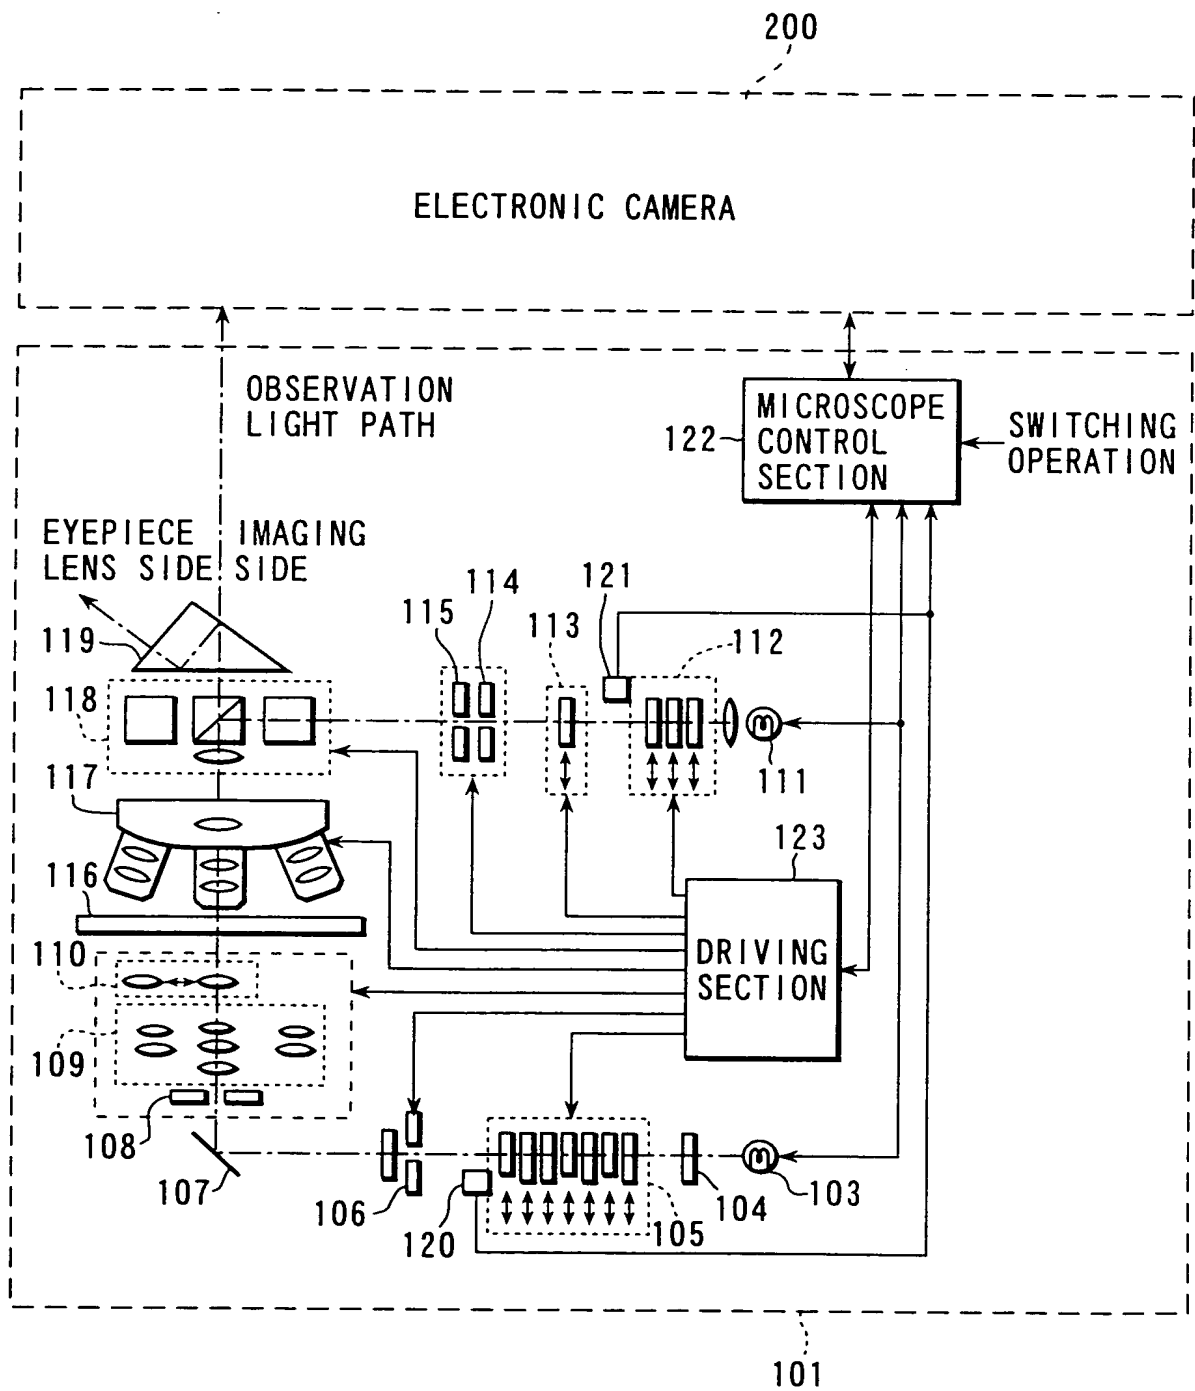 200
ELECTRONIC CAMERA
OBSERVATION
LIGHT PATH
MICROSCOPE
CONTROL
SECTION
122
SWITCHING
OPERATION
EYEPIECE
LENS SIDE
IMAGING
SIDE
119
118
117
116
115
114
113
121
112
111
123
DRIVING
SECTION
110
109
108
107
106
120
105
104
103
101